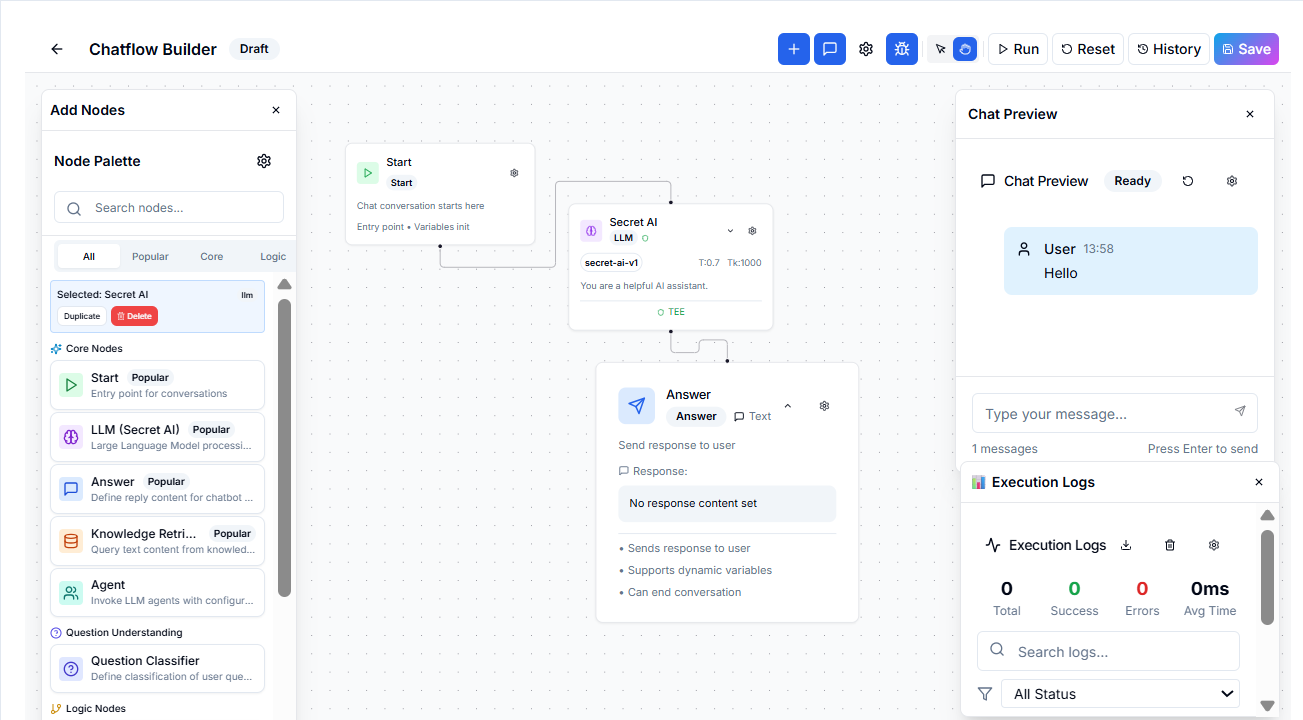 Chatflow Builder
Draft
Run
Reset
History
Save
Add Nodes
Node Palette
Search nodes...
All
Popular
Core
Logic
Selected: Secret AI
llm
Duplicate
Delete
Core Nodes
Start
Popular
Entry point for conversations
LLM (Secret AI)
Popular
Large Language Model processi...
Answer
Popular
Define reply content for chatbot ...
Knowledge Retri...
Popular
Query text content from knowled...
Agent
Invoke LLM agents with configur...
Question Understanding
Question Classifier
Define classification of user que...
Logic Nodes
Start
Start
Chat conversation starts here
Entry point • Variables init
Secret AI
LLM
secret-ai-v1
T:0.7
Tk:1000
You are a helpful AI assistant.
TEE
Answer
Answer
Text
Send response to user
Response:
No response content set
• Sends response to user
• Supports dynamic variables
• Can end conversation
Chat Preview
Chat Preview
Ready
User 13:58
Hello
Type your message...
1 messages
Press Enter to send
Execution Logs
Execution Logs
0
Total
0
Success
0
Errors
0ms
Avg Time
Search logs...
All Status